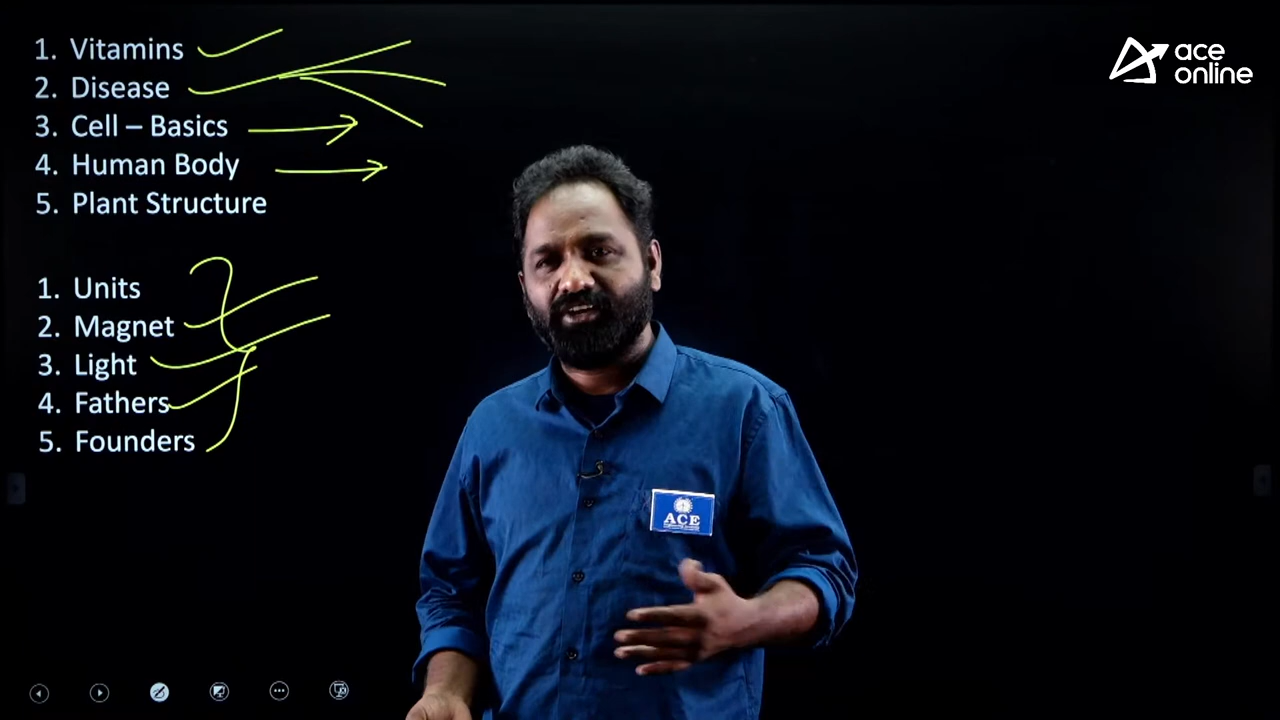 1. Vitamins
2. Disease
3. Cell – Basics
4. Human Body
5. Plant Structure
1. Units
2. Magnet
3. Light
4. Fathers
5. Founders
ace
online
ACE